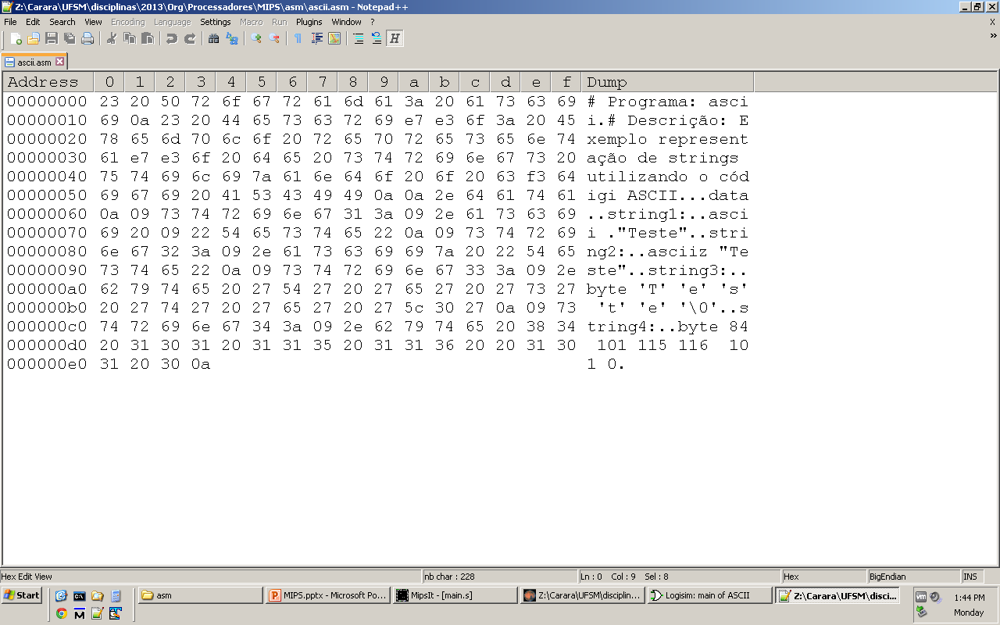 Z:\Carara\UFSM\disciplinas\2013\Org\Processadores\MIPS\asm\ascii.asm - Notepad++
File Edit Search View Encoding Language Settings Macro Run Plugins Window ? X
ascii.asm
Address 0 1 2 3 4 5 6 7 8 9 a b c d e f Dump
00000000 23 20 50 72 6f 67 72 61 6d 61 3a 20 61 73 63 69 # Programa: asci
00000010 69 0a 23 20 44 65 73 63 72 69 e7 e3 6f 3a 20 45 i.# Descrição: E
00000020 78 65 6d 70 6c 6f 20 72 65 70 72 65 73 65 6e 74 xemplo represent
00000030 61 e7 e3 6f 20 64 65 20 73 74 72 69 6e 67 73 20 ação de strings
00000040 75 74 69 6c 69 7a 61 6e 64 6f 20 6f 20 63 f3 64 utilizando o cód
00000050 69 67 69 20 41 53 43 49 49 0a 0a 2e 64 61 74 61 igi ASCII...data
00000060 0a 09 73 74 72 69 6e 67 31 3a 09 2e 61 73 63 69 ..string1:..asci
00000070 69 20 09 22 54 65 73 74 65 22 0a 09 73 74 72 69 i ."Teste"..stri
00000080 6e 67 32 3a 09 2e 61 73 63 69 69 7a 20 22 54 65 ng2:..asciiz "Te
00000090 73 74 65 22 0a 09 73 74 72 69 6e 67 33 3a 09 2e ste"..string3:..
000000a0 62 79 74 65 20 27 54 27 20 27 65 27 20 27 73 27 byte 'T' 'e' 's'
000000b0 20 27 74 27 20 27 65 27 20 27 5c 30 27 0a 09 73 't' 'e' '\0'..s
000000c0 74 72 69 6e 67 34 3a 09 2e 62 79 74 65 20 38 34 tring4:..byte 84
000000d0 20 31 30 31 20 31 31 35 20 31 31 36 20 20 31 30 101 115 116  10
000000e0 31 20 30 0a 1 0.
Hex Edit View nb char : 228 Ln : 0 Col : 9 Sel : 8 Hex BigEndian INS
Start asm MIPS.pptx - Microsoft Po... MipsIt - [main.s] Z:\Carara\UFSM\disciplin... Logisim: main of ASCII Z:\Carara\UFSM\disci... 1:44 PM
Monday